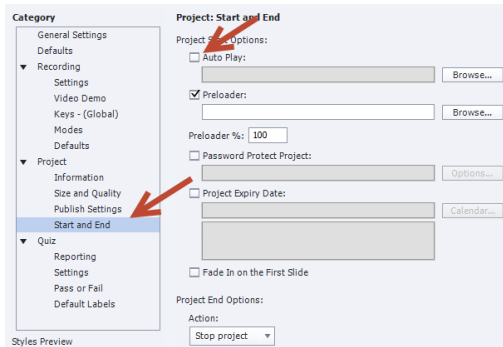 Category
General Settings
Defaults
Recording
Settings
Video Demo
Keys - (Global)
Modes
Defaults
Project
Information
Size and Quality
Publish Settings
Start and End
Quiz
Reporting
Settings
Pass or Fail
Default Labels
Styles Preview
Project: Start and End
Project Start Options:
Auto Play:
Browse...
Preloader:
Browse...
Preloader %: 100
Password Protect Project:
Options...
Project Expiry Date:
Calendar...
Fade In on the First Slide
Project End Options:
Action:
Stop project